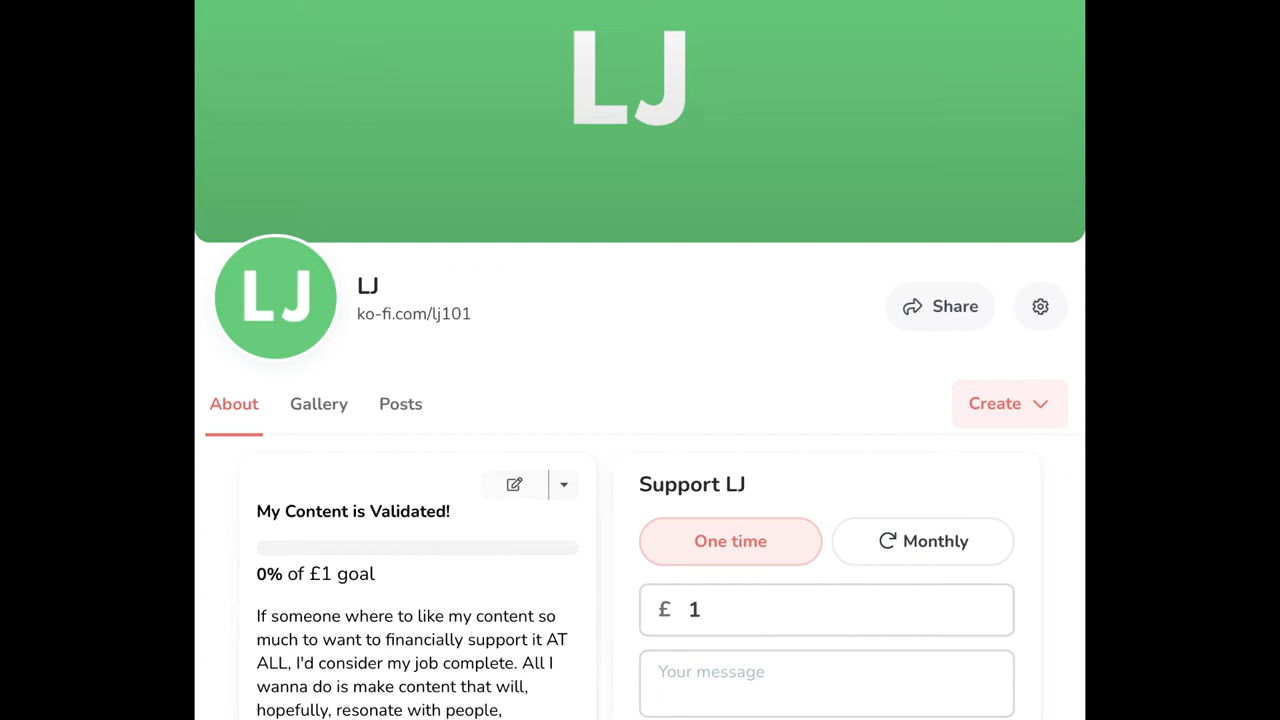 LJ
LJ
LJ
ko-fi.com/lj101
Share
About
Gallery
Posts
Create
My Content is Validated!
0% of £1 goal
If someone where to like my content so
much to want to financially support it AT
ALL, I'd consider my job complete. All I
wanna do is make content that will,
hopefully, resonate with people,
Support LJ
One time
Monthly
£ 1
Your message